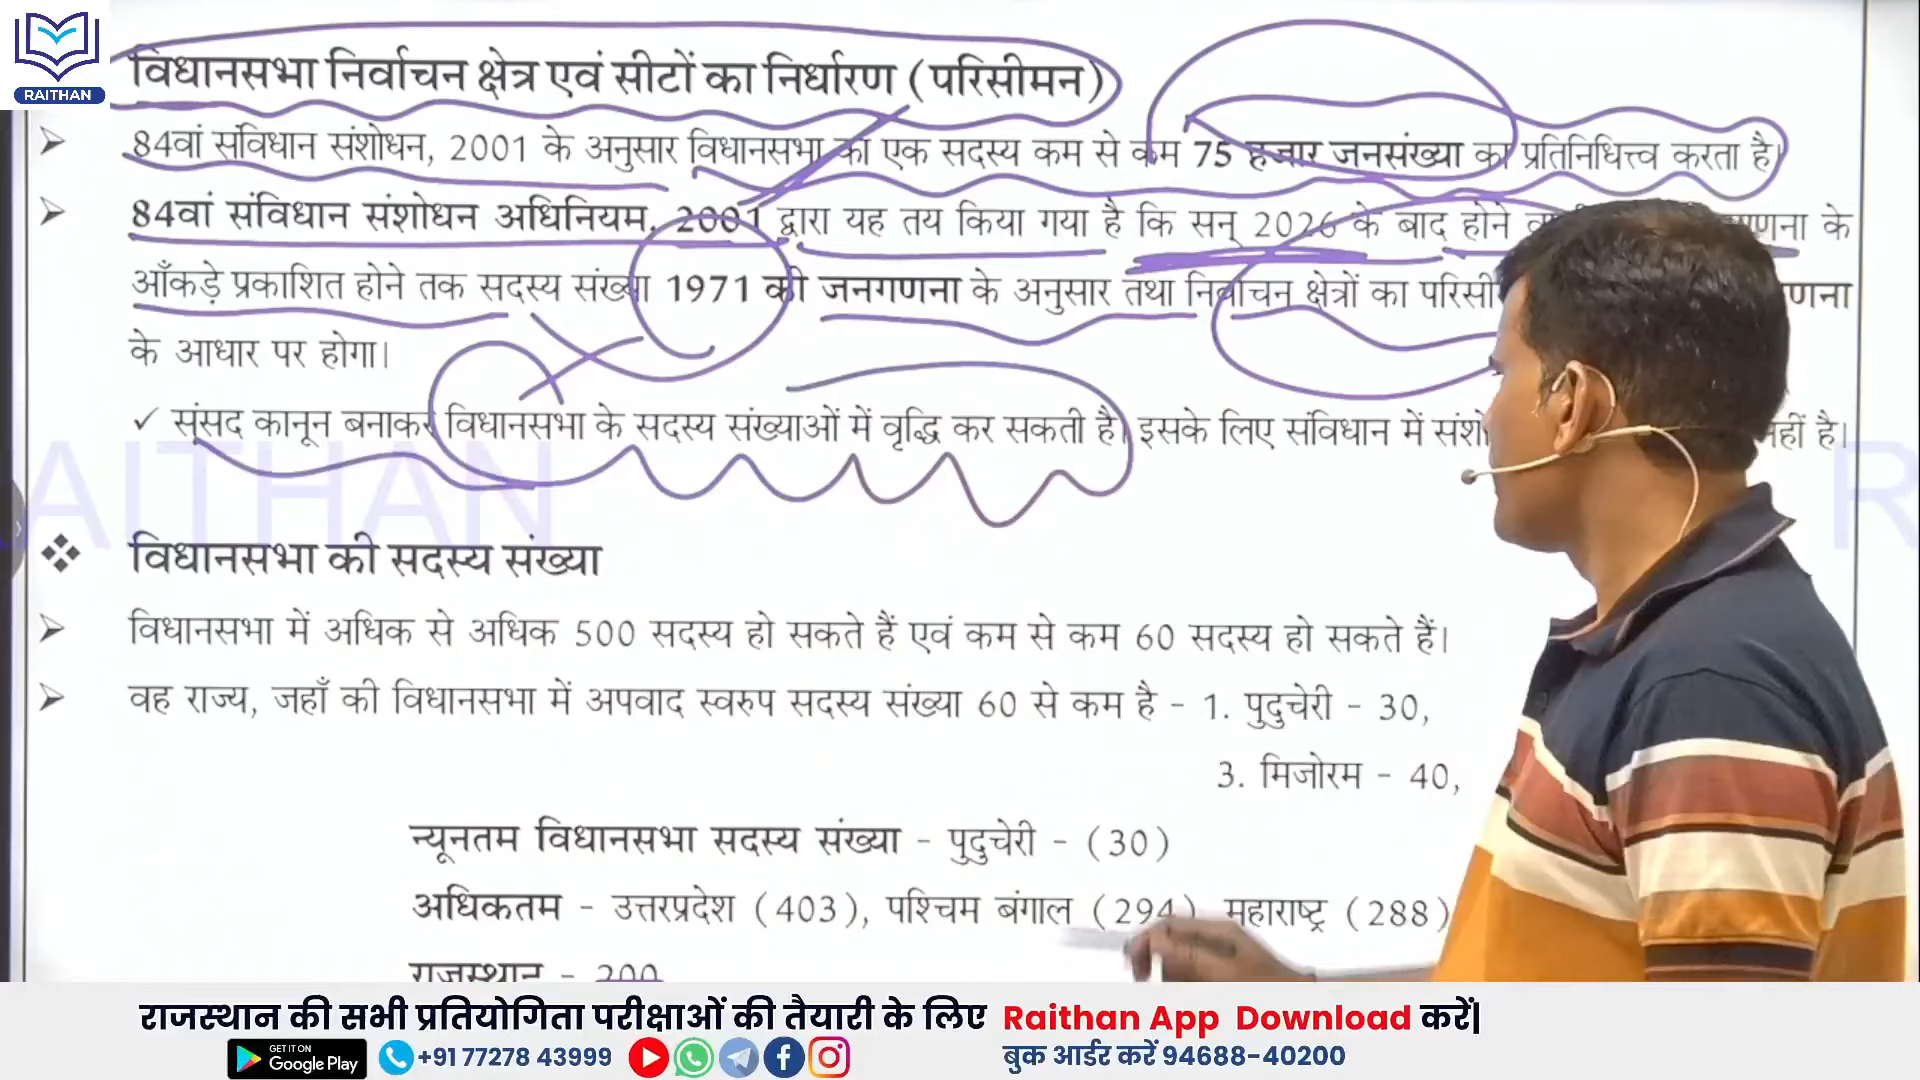 RAITHAN
विधानसभा निर्वाचन क्षेत्र एवं सीटों का निर्धारण (परिसीमन)
➢ 84वां संविधान संशोधन, 2001 के अनुसार विधानसभा का एक सदस्य कम से कम 75 हजार जनसंख्या का प्रतिनिधित्त्व करता है।
➢ 84वां संविधान संशोधन अधिनियम, 2001 द्वारा यह तय किया गया है कि सन् 2026 के बाद होने के
आँकड़े प्रकाशित होने तक सदस्य संख्या 1971 की जनगणना के अनुसार तथा निर्वाचन क्षेत्रों का
के आधार पर होगा।
✓ संसद कानून बनाकर विधानसभा के सदस्य संख्याओं में वृद्धि कर सकती है। इसके लिए संविधान में नहीं है।
RAITHAN
❖ विधानसभा की सदस्य संख्या
➢ विधानसभा में अधिक से अधिक 500 सदस्य हो सकते हैं एवं कम से कम 60 सदस्य हो सकते हैं।
➢ वह राज्य, जहाँ की विधानसभा में अपवाद स्वरुप सदस्य संख्या 60 से कम है - 1. पुदुचेरी - 30,
3. मिजोरम - 40,
न्यूनतम विधानसभा सदस्य संख्या - पुदुचेरी - (30)
अधिकतम - उत्तरप्रदेश (403), पश्चिम बंगाल (294) महाराष्ट्र (288)
राजस्थान - 200
राजस्थान की सभी प्रतियोगिता परीक्षाओं की तैयारी के लिए Raithan App Download करें|
GET IT ON Google Play +91 77278 43999 बुक आर्डर करें 94688-40200